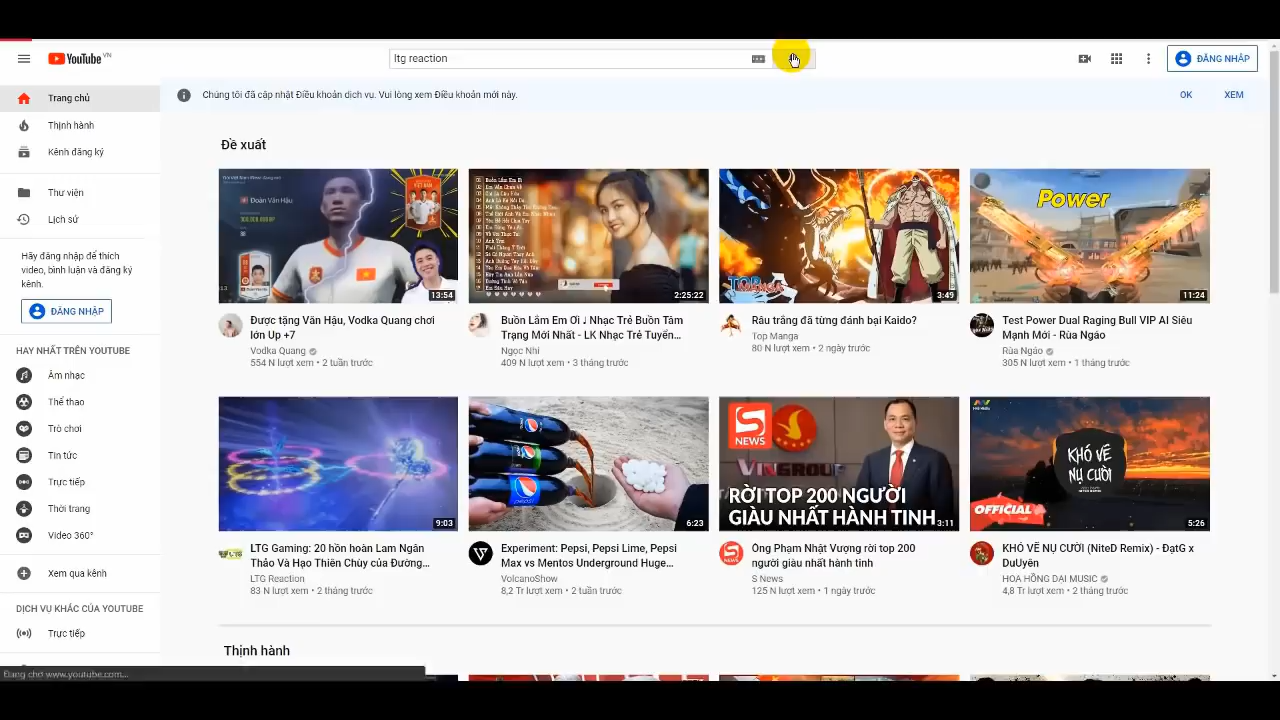 YouTube VN
ltg reaction
ĐĂNG NHẬP
Trang chủ
Thịnh hành
Kênh đăng ký
Thư viện
Lịch sử
Hãy đăng nhập để thích
video, bình luận và đăng ký
kênh.
ĐĂNG NHẬP
HAY NHẤT TRÊN YOUTUBE
Âm nhạc
Thể thao
Trò chơi
Tin tức
Trực tiếp
Thời trang
Video 360°
Xem qua kênh
DỊCH VỤ KHÁC CỦA YOUTUBE
Trực tiếp
Đang chờ www.youtube.com...
Chúng tôi đã cập nhật Điều khoản dịch vụ. Vui lòng xem Điều khoản mới này.
OK
XEM
Đề xuất
Đoàn Văn Hậu
13:54
Được tặng Văn Hậu, Vodka Quang chơi
lớn Up +7
Vodka Quang
554 N lượt xem • 2 tuần trước
2:25:22
Buồn Lắm Em Ơi ♩ Nhạc Trẻ Buồn Tâm
Trạng Mới Nhất - LK Nhạc Trẻ Tuyển...
Ngọc Nhi
409 N lượt xem • 3 tháng trước
TOP
MANGA
3:49
Râu trắng đã từng đánh bại Kaido?
Top Manga
80 N lượt xem • 2 ngày trước
Power
11:24
Test Power Dual Raging Bull VIP AI Siêu
Mạnh Mới - Rùa Ngáo
Rùa Ngáo
305 N lượt xem • 1 tháng trước
9:03
LTG Gaming: 20 hồn hoàn Lam Ngân
Thảo Và Hạo Thiên Chùy của Đường...
LTG Reaction
83 N lượt xem • 2 tháng trước
6:23
Experiment: Pepsi, Pepsi Lime, Pepsi
Max vs Mentos Underground Huge...
VolcanoShow
8,2 Tr lượt xem • 2 tuần trước
S
NEWS
VINGROUP
RỜI TOP 200 NGƯỜI
GIÀU NHẤT HÀNH TINH
3:11
Ông Phạm Nhật Vượng rời top 200
người giàu nhất hành tinh
S News
125 N lượt xem • 1 ngày trước
KHÓ VẼ
NỤ CƯỜI
OFFICIAL
5:26
KHÓ VẼ NỤ CƯỜI (NiteD Remix) - ĐạtG x
DuUyên
HOA HỒNG DẠI MUSIC
4,8 Tr lượt xem • 2 tháng trước
Thịnh hành